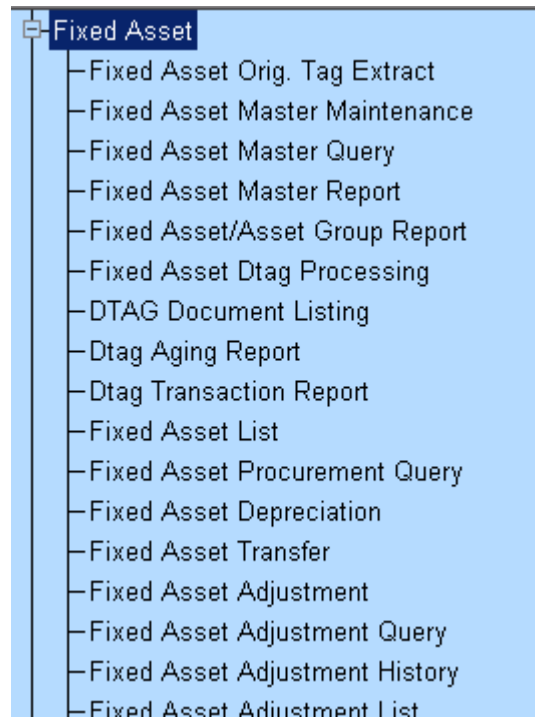 Fixed Asset
Fixed Asset Orig. Tag Extract
Fixed Asset Master Maintenance
Fixed Asset Master Query
Fixed Asset Master Report
Fixed Asset/Asset Group Report
Fixed Asset Dtag Processing
DTAG Document Listing
Dtag Aging Report
Dtag Transaction Report
Fixed Asset List
Fixed Asset Procurement Query
Fixed Asset Depreciation
Fixed Asset Transfer
Fixed Asset Adjustment
Fixed Asset Adjustment Query
Fixed Asset Adjustment History
Fixed Asset Adjustment List